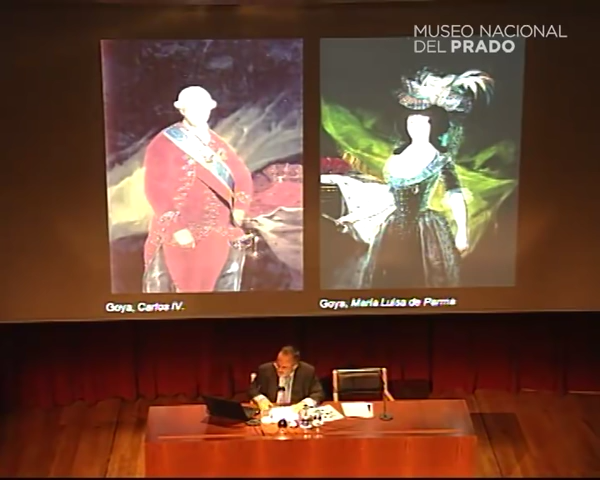 MUSEO NACIONAL
DEL PRADO
Goya, Carlos IV.
Goya, María Luisa de Parma